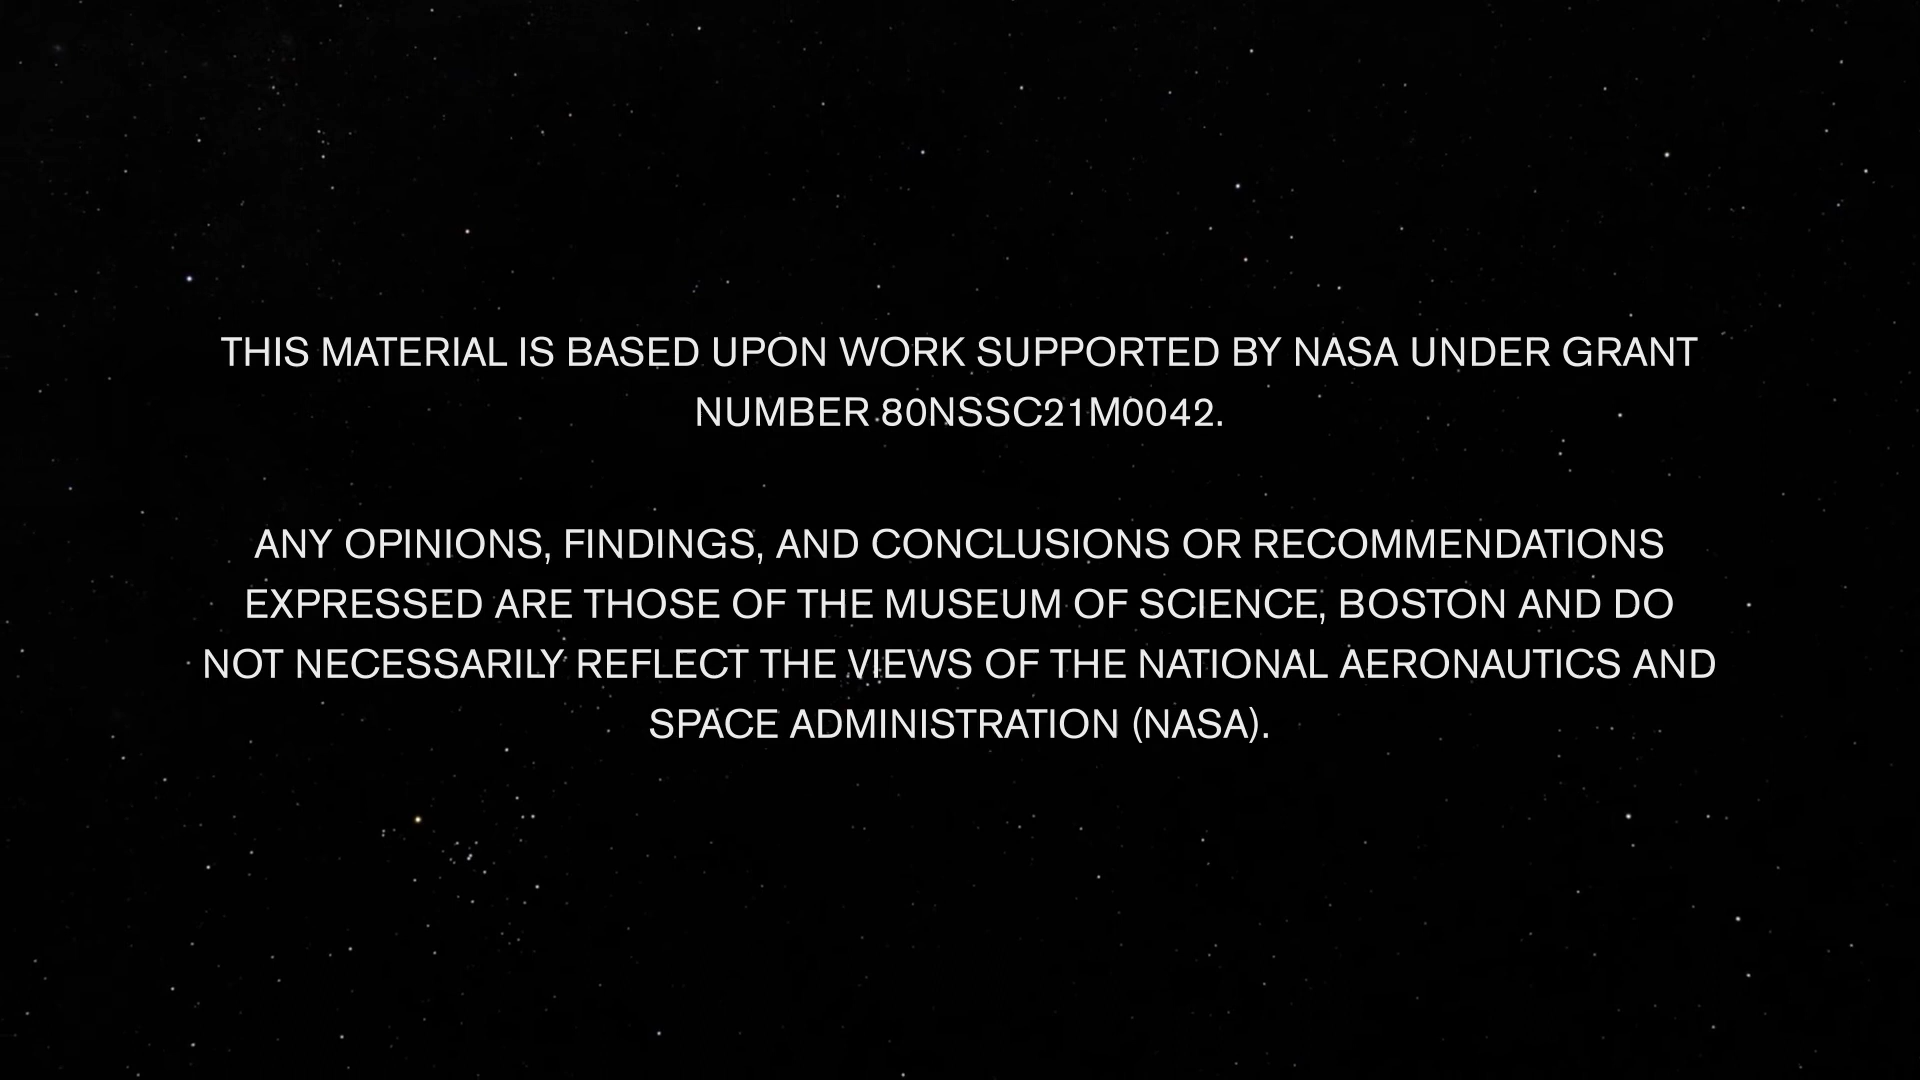 THIS MATERIAL IS BASED UPON WORK SUPPORTED BY NASA UNDER GRANT
NUMBER 80NSSC21M0042.
ANY OPINIONS, FINDINGS, AND CONCLUSIONS OR RECOMMENDATIONS
EXPRESSED ARE THOSE OF THE MUSEUM OF SCIENCE, BOSTON AND DO
NOT NECESSARILY REFLECT THE VIEWS OF THE NATIONAL AERONAUTICS AND
SPACE ADMINISTRATION (NASA).